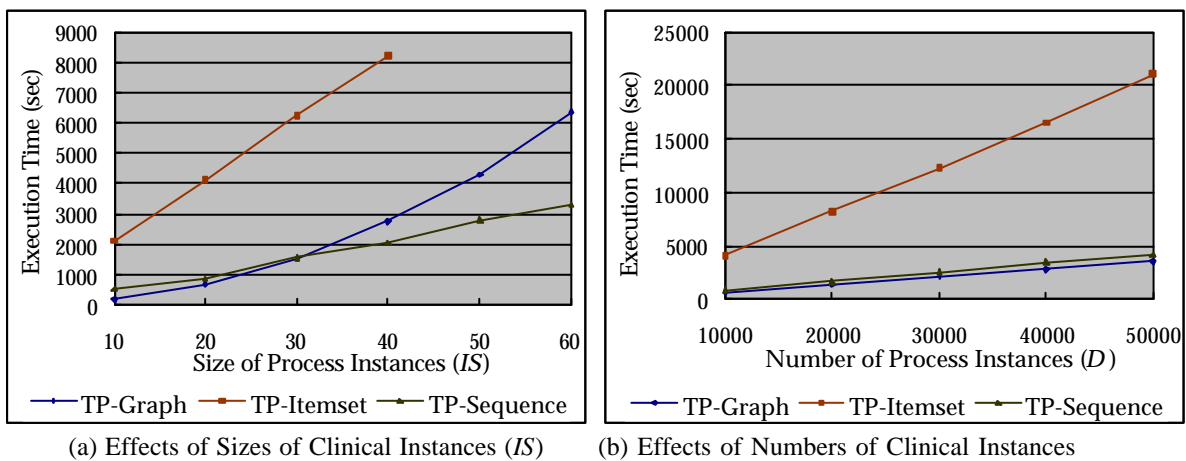 9000
8000
7000
6000
5000
4000
3000
2000
1000
0
Execution Time (sec)
10 20 30 40 50 60
Size of Process Instances (IS)
TP-Graph TP-Itemset TP-Sequence
(a) Effects of Sizes of Clinical Instances (IS)
25000
20000
15000
10000
5000
0
Execution Time (sec)
10000 20000 30000 40000 50000
Number of Process Instances (D)
TP-Graph TP-Itemset TP-Sequence
(b) Effects of Numbers of Clinical Instances